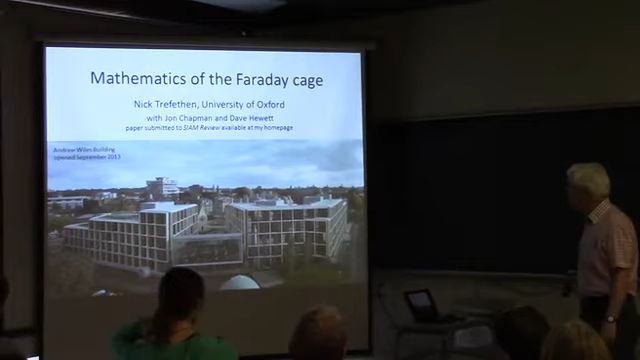 Mathematics of the Faraday cage
Nick Trefethen, University of Oxford
with Jon Chapman and Dave Hewett
paper submitted to SIAM Review available at my homepage
Andrew Wiles Building
opened September 2013